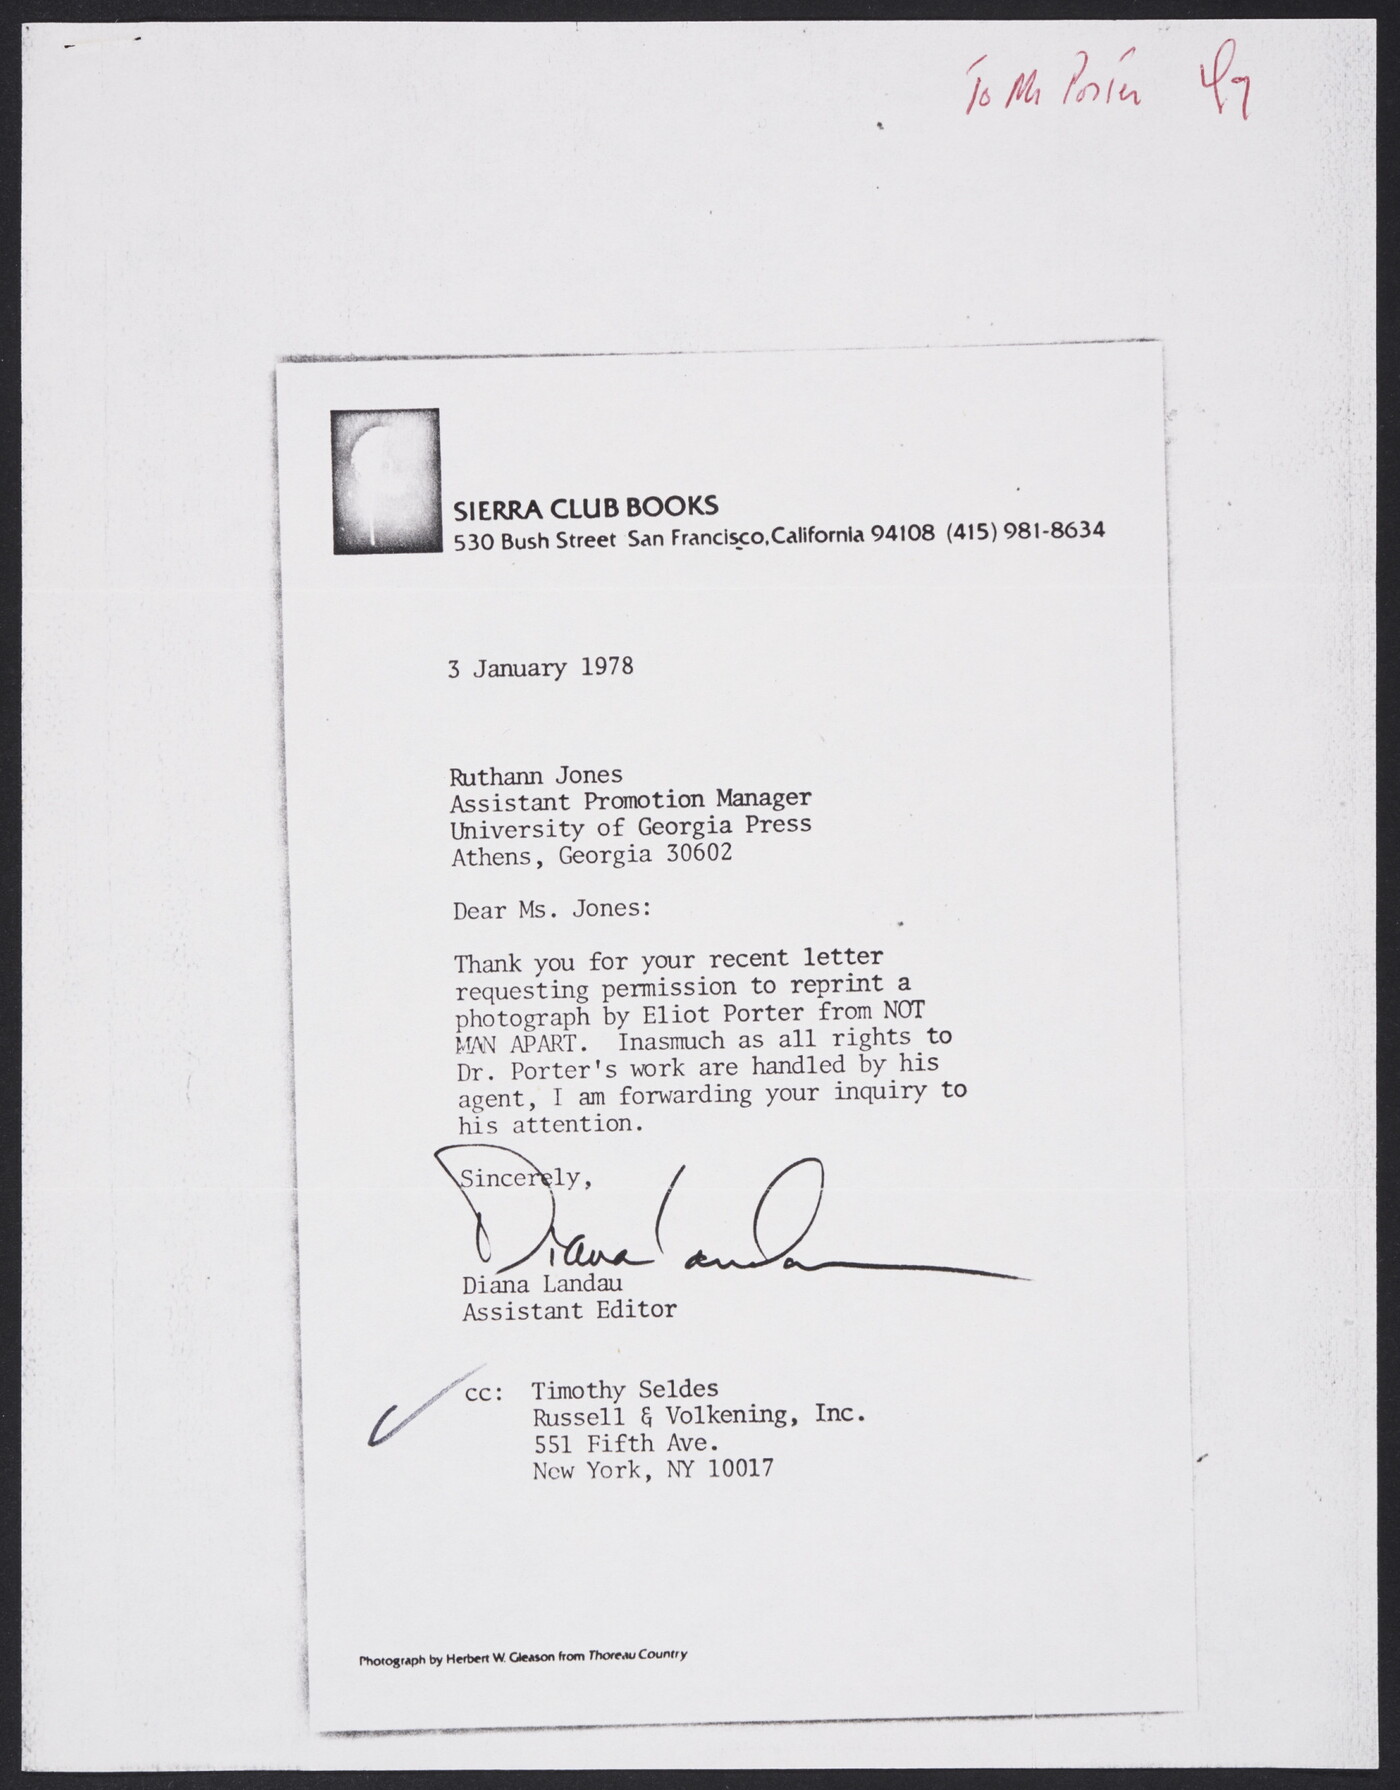 To Mr Porter
SIERRA CLUB BOOKS
530 Bush Street San Francisco, California 94108 (415) 981-8634
3 January 1978
Ruthann Jones
Assistant Promotion Manager
University of Georgia Press
Athens, Georgia 30602
Dear Ms. Jones:
Thank you for your recent letter
requesting permission to reprint a
photograph by Eliot Porter from NOT
MAN APART. Inasmuch as all rights to
Dr. Porter's work are handled by his
agent, I am forwarding your inquiry to
his attention.
Sincerely,
Diana Landau
Diana Landau
Assistant Editor
cc: Timothy Seldes
Russell & Volkening, Inc.
551 Fifth Ave.
New York, NY 10017
Photograph by Herbert W. Gleason from Thoreau Country